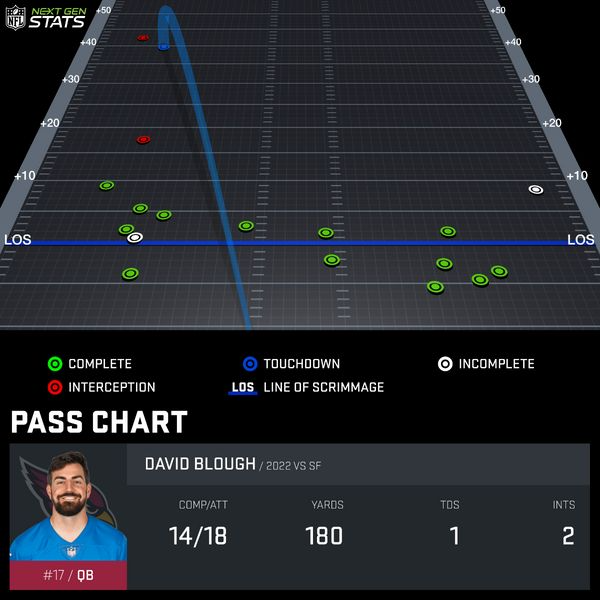 NFL NEXT GEN STATS
+50 +50
+40 +40
+30 +30
+20 +20
+10 +10
LOS LOS
COMPLETE TOUCHDOWN INCOMPLETE
INTERCEPTION LOS LINE OF SCRIMMAGE
PASS CHART
DAVID BLOUGH / 2022 VS SF
COMP/ATT YARDS TDS INTS
14/18 180 1 2
#17 / QB